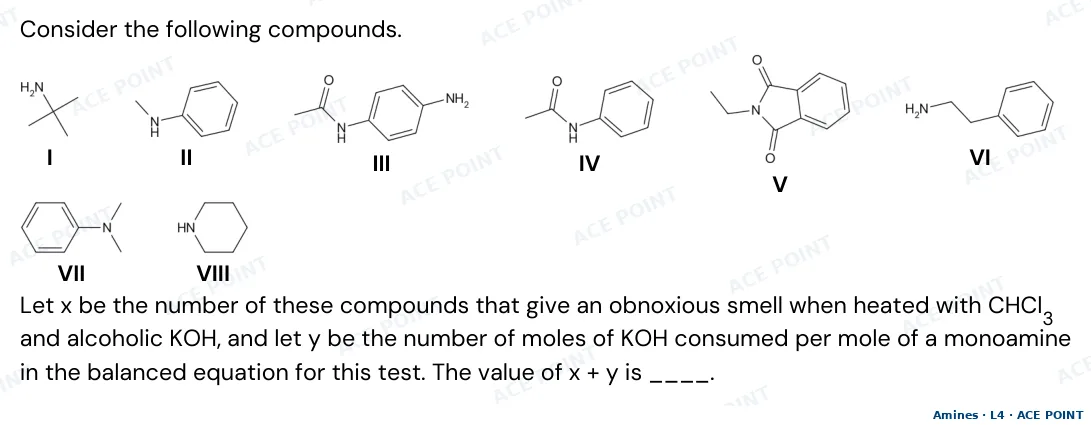 Consider the following compounds.
H₂N
I
N
H
II
O
N
H
NH₂
III
O
N
H
IV
O
N
O
V
H₂N
VI
N
VII
HN
VIII
Let x be the number of these compounds that give an obnoxious smell when heated with CHCl₃
and alcoholic KOH, and let y be the number of moles of KOH consumed per mole of a monoamine
in the balanced equation for this test. The value of x + y is ____.
Amines · L4 · ACE POINT